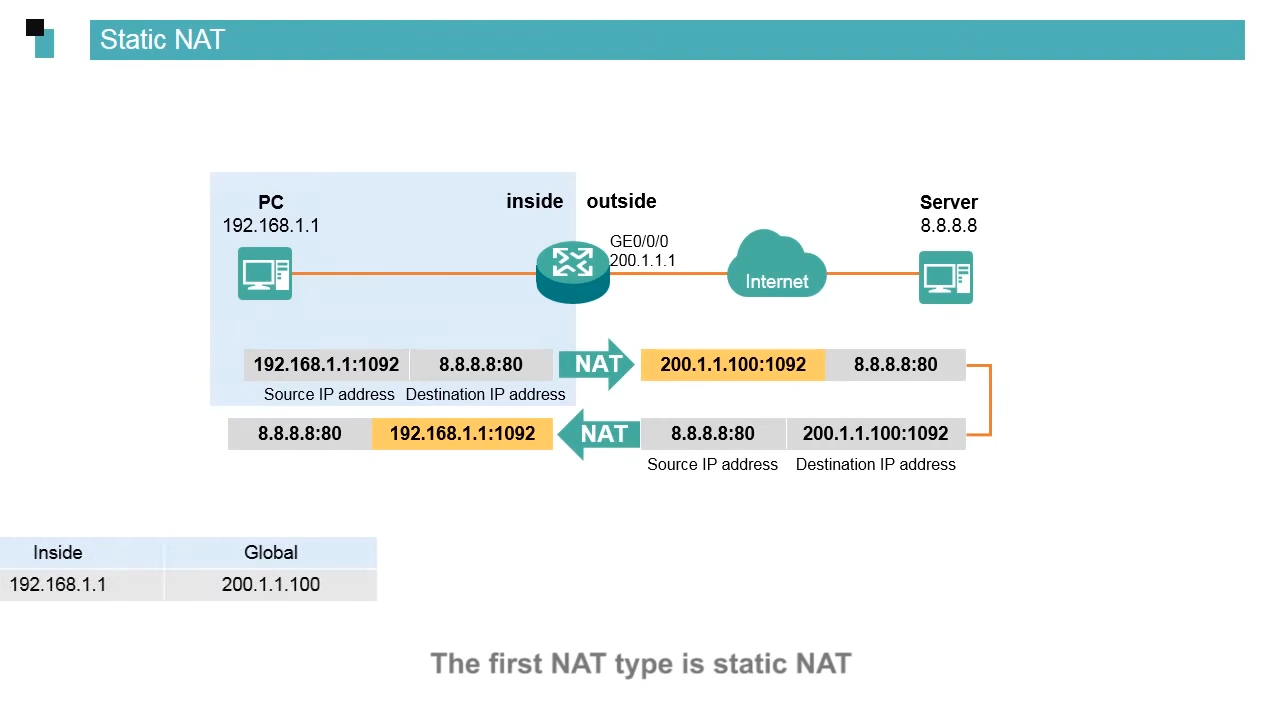 Static NAT
PC
192.168.1.1
inside
outside
Server
8.8.8.8
GE0/0/0
200.1.1.1
Internet
192.168.1.1:1092
8.8.8.8:80
NAT
200.1.1.100:1092
8.8.8.8:80
Source IP address
Destination IP address
8.8.8.8:80
192.168.1.1:1092
NAT
8.8.8.8:80
200.1.1.100:1092
Source IP address
Destination IP address
Inside
Global
192.168.1.1
200.1.1.100
The first NAT type is static NAT